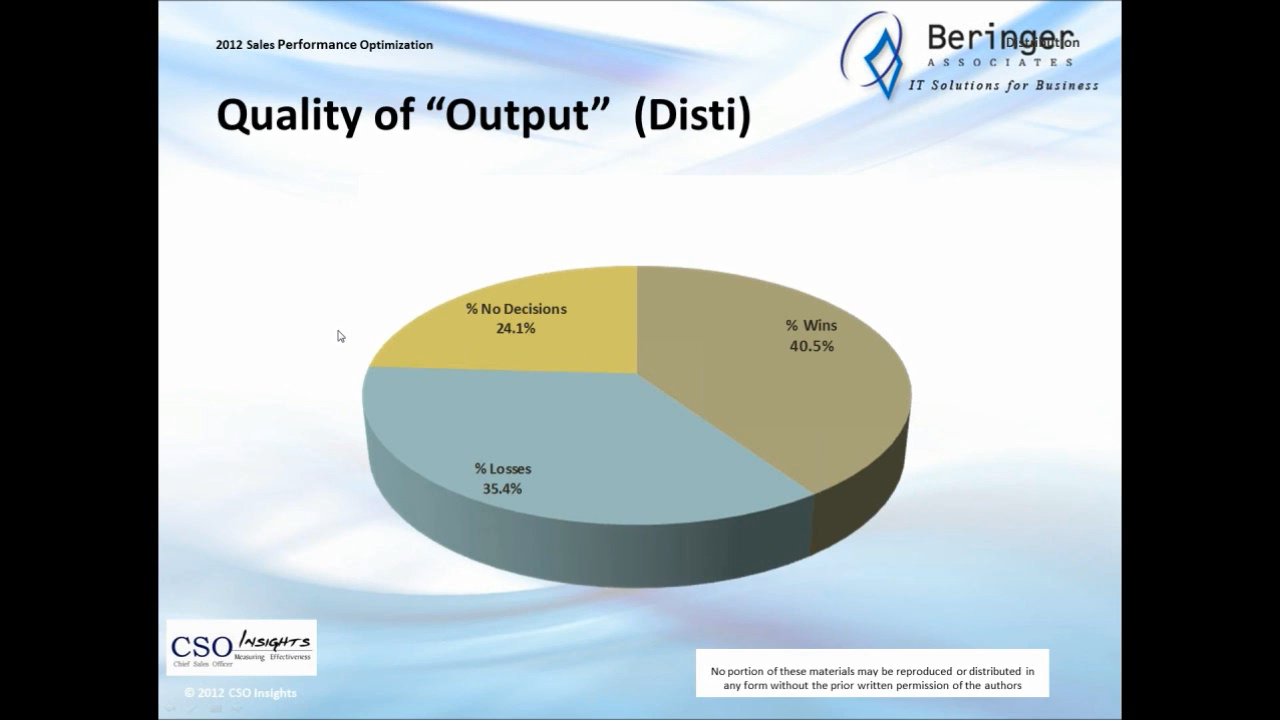 2012 Sales Performance Optimization
Beringer
Distribution
ASSOCIATES
IT Solutions for Business
Quality of “Output” (Disti)
% No Decisions
24.1%
% Wins
40.5%
% Losses
35.4%
CSO INSIGHTS
Chief Sales Officer Measuring Effectiveness
© 2012 CSO Insights
No portion of these materials may be reproduced or distributed in
any form without the prior written permission of the authors